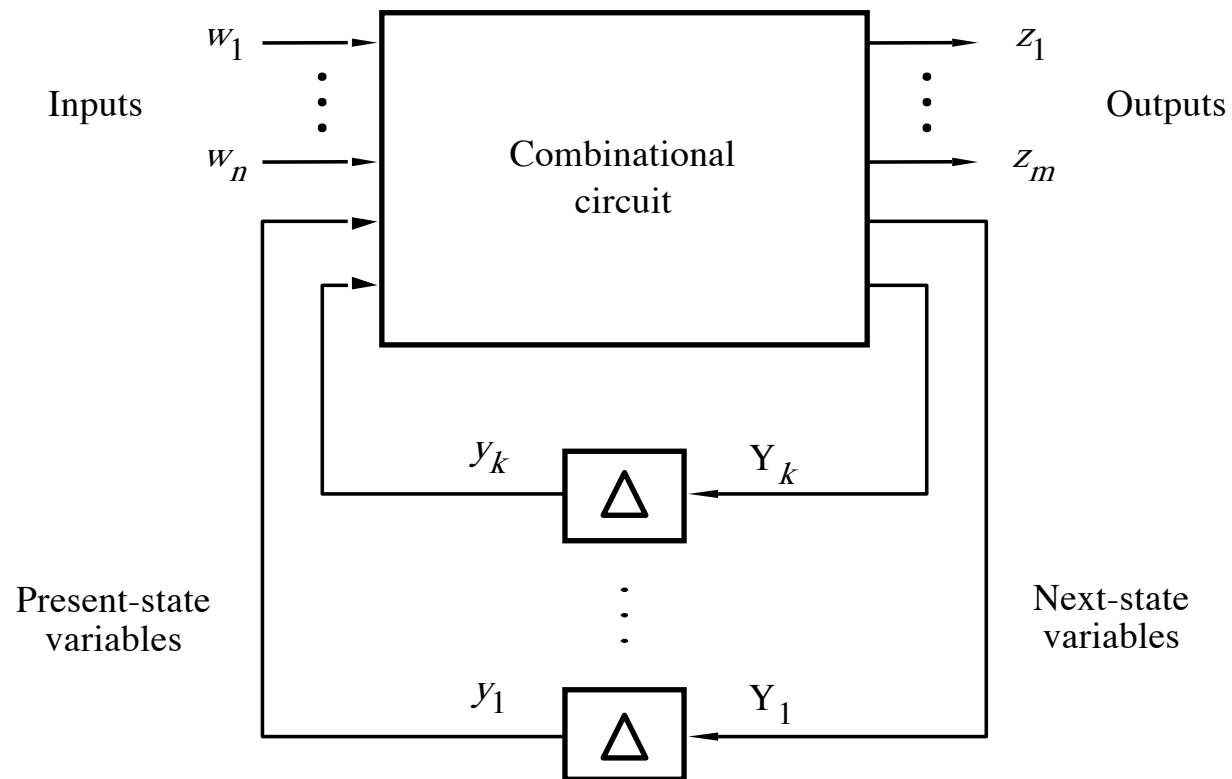 w1
z1
Inputs
Outputs
wn
zm
Combinational
circuit
yk
Δ
Yk
Present-state
variables
Next-state
variables
y1
Δ
Y1